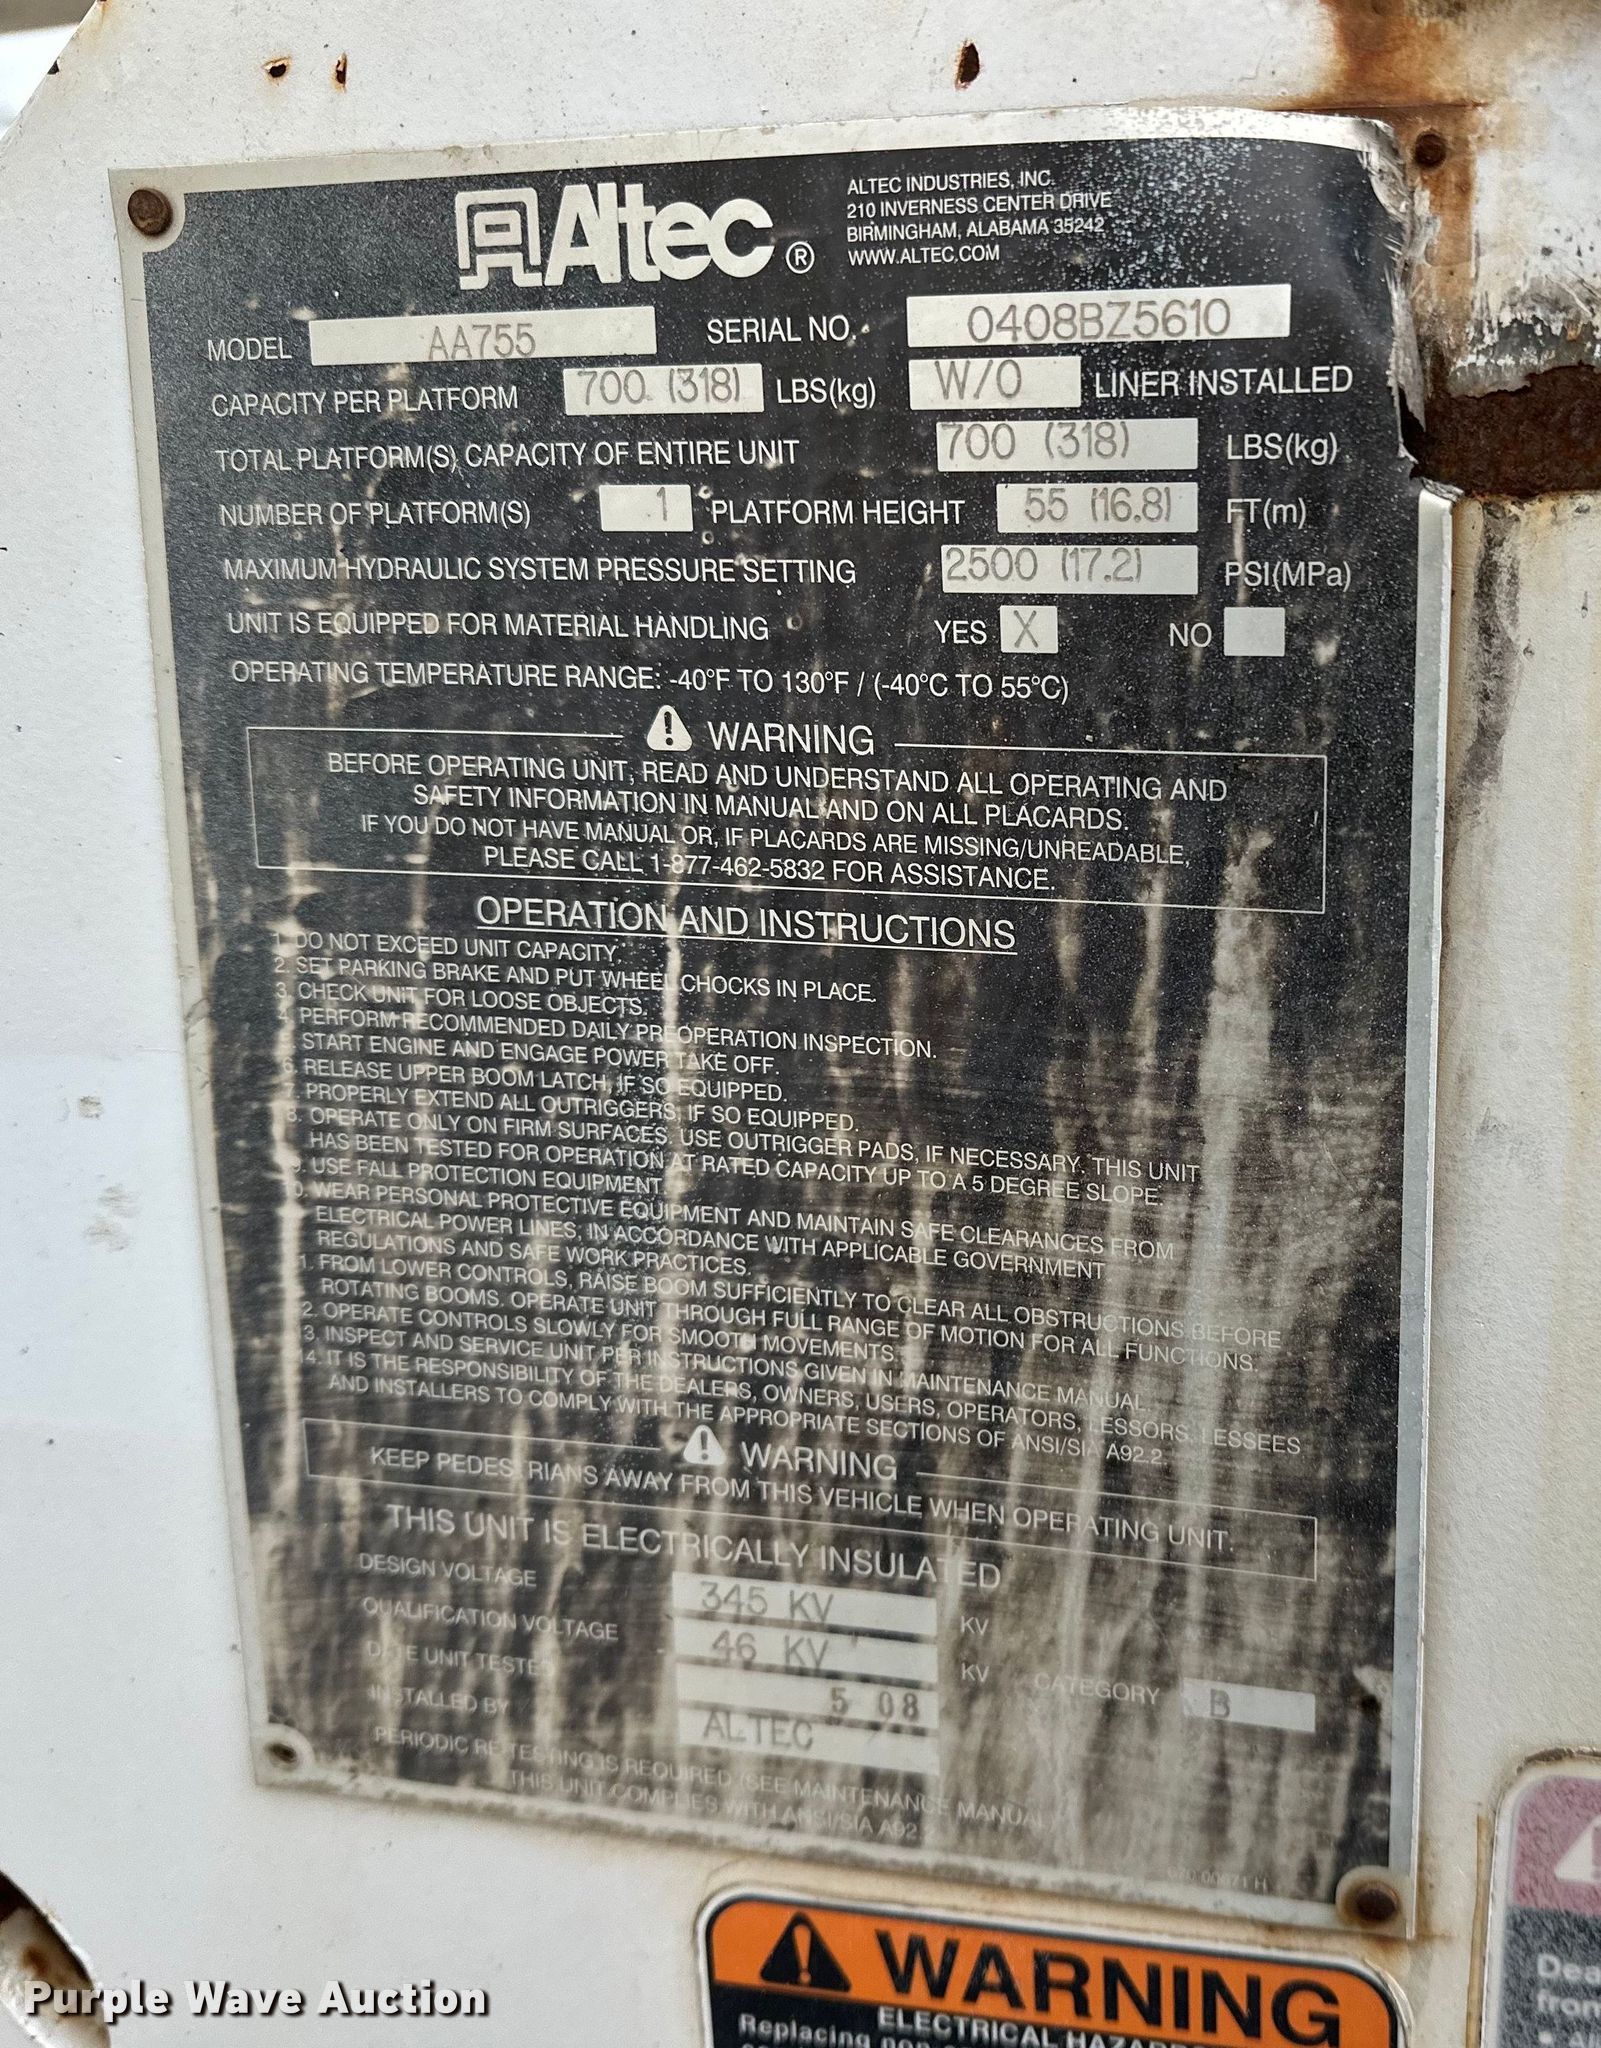 Altec ®
ALTEC INDUSTRIES, INC.
210 INVERNESS CENTER DRIVE
BIRMINGHAM, ALABAMA 35242
WWW.ALTEC.COM
MODEL AA755 SERIAL NO. 0408BZ5610
CAPACITY PER PLATFORM 700 (318) LBS(kg) W/O LINER INSTALLED
TOTAL PLATFORM(S) CAPACITY OF ENTIRE UNIT 700 (318) LBS(kg)
NUMBER OF PLATFORM(S) 1 PLATFORM HEIGHT 55 (16.8) FT(m)
MAXIMUM HYDRAULIC SYSTEM PRESSURE SETTING 2500 (17.2) PSI(MPa)
UNIT IS EQUIPPED FOR MATERIAL HANDLING YES X NO
OPERATING TEMPERATURE RANGE: -40°F TO 130°F / (-40°C TO 55°C)
WARNING
BEFORE OPERATING UNIT, READ AND UNDERSTAND ALL OPERATING AND
SAFETY INFORMATION IN MANUAL AND ON ALL PLACARDS.
IF YOU DO NOT HAVE MANUAL OR, IF PLACARDS ARE MISSING/UNREADABLE,
PLEASE CALL 1-877-462-5832 FOR ASSISTANCE.
OPERATION AND INSTRUCTIONS
1. DO NOT EXCEED UNIT CAPACITY.
2. SET PARKING BRAKE AND PUT WHEEL CHOCKS IN PLACE.
3. CHECK UNIT FOR LOOSE OBJECTS.
4. PERFORM RECOMMENDED DAILY PREOPERATION INSPECTION.
5. START ENGINE AND ENGAGE POWER TAKE OFF.
6. RELEASE UPPER BOOM LATCH, IF SO EQUIPPED.
7. PROPERLY EXTEND ALL OUTRIGGERS, IF SO EQUIPPED.
8. OPERATE ONLY ON FIRM SURFACES. USE OUTRIGGER PADS, IF NECESSARY. THIS UNIT
HAS BEEN TESTED FOR OPERATION AT RATED CAPACITY UP TO A 5 DEGREE SLOPE.
9. USE FALL PROTECTION EQUIPMENT.
10. WEAR PERSONAL PROTECTIVE EQUIPMENT AND MAINTAIN SAFE CLEARANCES FROM
ELECTRICAL POWER LINES, IN ACCORDANCE WITH APPLICABLE GOVERNMENT
REGULATIONS AND SAFE WORK PRACTICES.
11. FROM LOWER CONTROLS, RAISE BOOM SUFFICIENTLY TO CLEAR ALL OBSTRUCTIONS BEFORE
ROTATING BOOMS. OPERATE UNIT THROUGH FULL RANGE OF MOTION FOR ALL FUNCTIONS.
12. OPERATE CONTROLS SLOWLY FOR SMOOTH MOVEMENTS.
13. INSPECT AND SERVICE UNIT PER INSTRUCTIONS GIVEN IN MAINTENANCE MANUAL.
14. IT IS THE RESPONSIBILITY OF THE DEALERS, OWNERS, USERS, OPERATORS, LESSORS, LESSEES
AND INSTALLERS TO COMPLY WITH THE APPROPRIATE SECTIONS OF ANSI/SIA A92.2.
WARNING
KEEP PEDESTRIANS AWAY FROM THIS VEHICLE WHEN OPERATING UNIT.
THIS UNIT IS ELECTRICALLY INSULATED
DESIGN VOLTAGE 345 KV KV
QUALIFICATION VOLTAGE 46 KV KV CATEGORY B
DATE UNIT TESTED 5 08
INSTALLED BY ALTEC
PERIODIC RE-TESTING IS REQUIRED (SEE MAINTENANCE MANUAL)
THIS UNIT COMPLIES WITH ANSI/SIA A92.2
WARNING
ELECTRICAL
Replacing
Purple Wave Auction